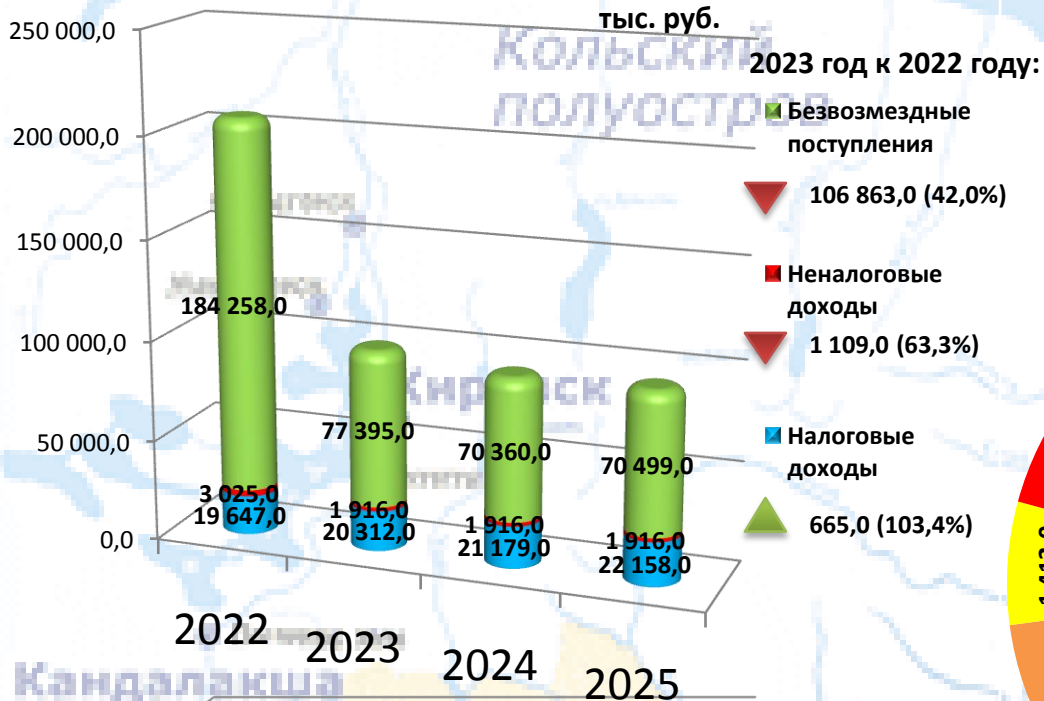 тыс. руб.
250 000,0
200 000,0
150 000,0
100 000,0
50 000,0
0,0
184 258,0
3 025,0
19 647,0
77 395,0
1 916,0
20 312,0
70 360,0
1 916,0
21 179,0
70 499,0
1 916,0
22 158,0
2022
2023
2024
2025
2023 год к 2022 году:
Безвозмездные
поступления
106 863,0 (42,0%)
Неналоговые
доходы
1 109,0 (63,3%)
Налоговые
доходы
665,0 (103,4%)
Кольский
полуостров
Кандалакша